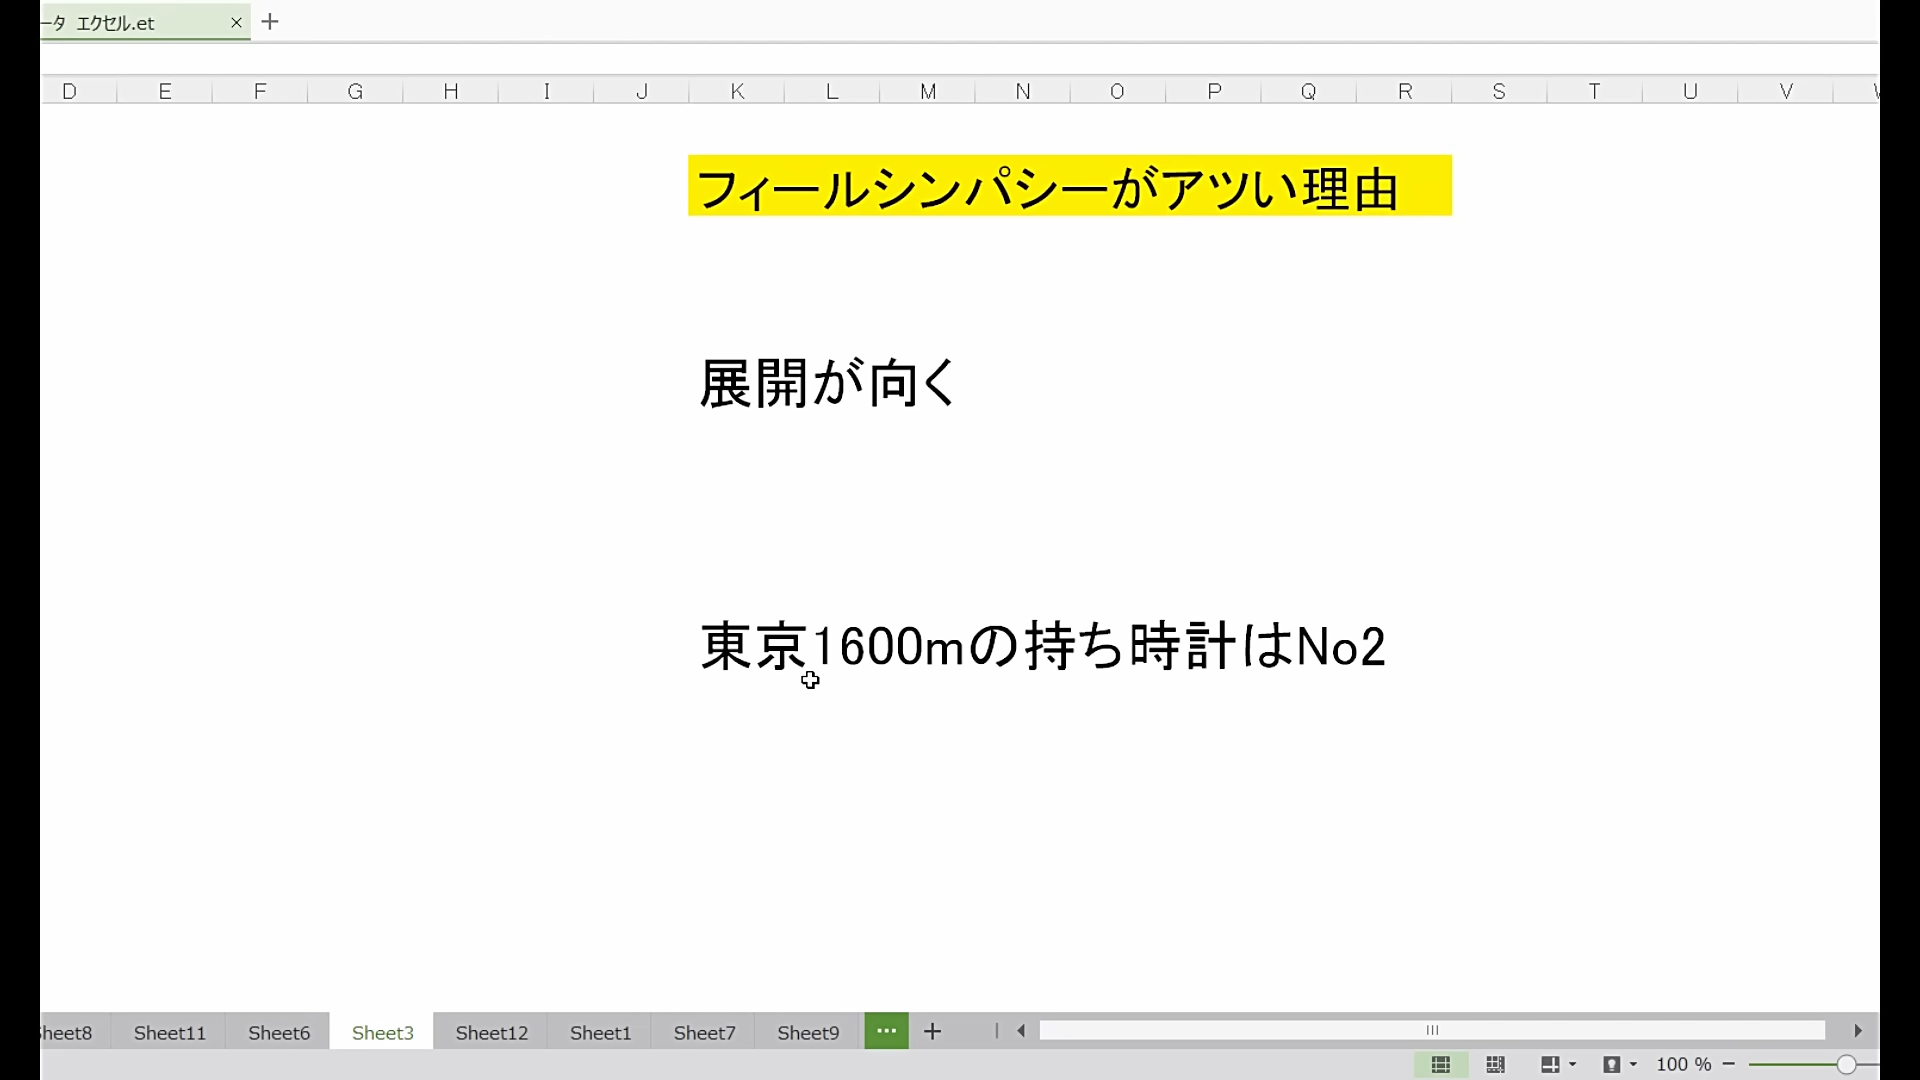 ータ エクセル.et × +
D E F G H I J K L M N O P Q R S T U V
フィールシンパシーがアツい理由
展開が向く
東京1600mの持ち時計はNo2
heet8 Sheet11 Sheet6 Sheet3 Sheet12 Sheet1 Sheet7 Sheet9 ... +
100 %